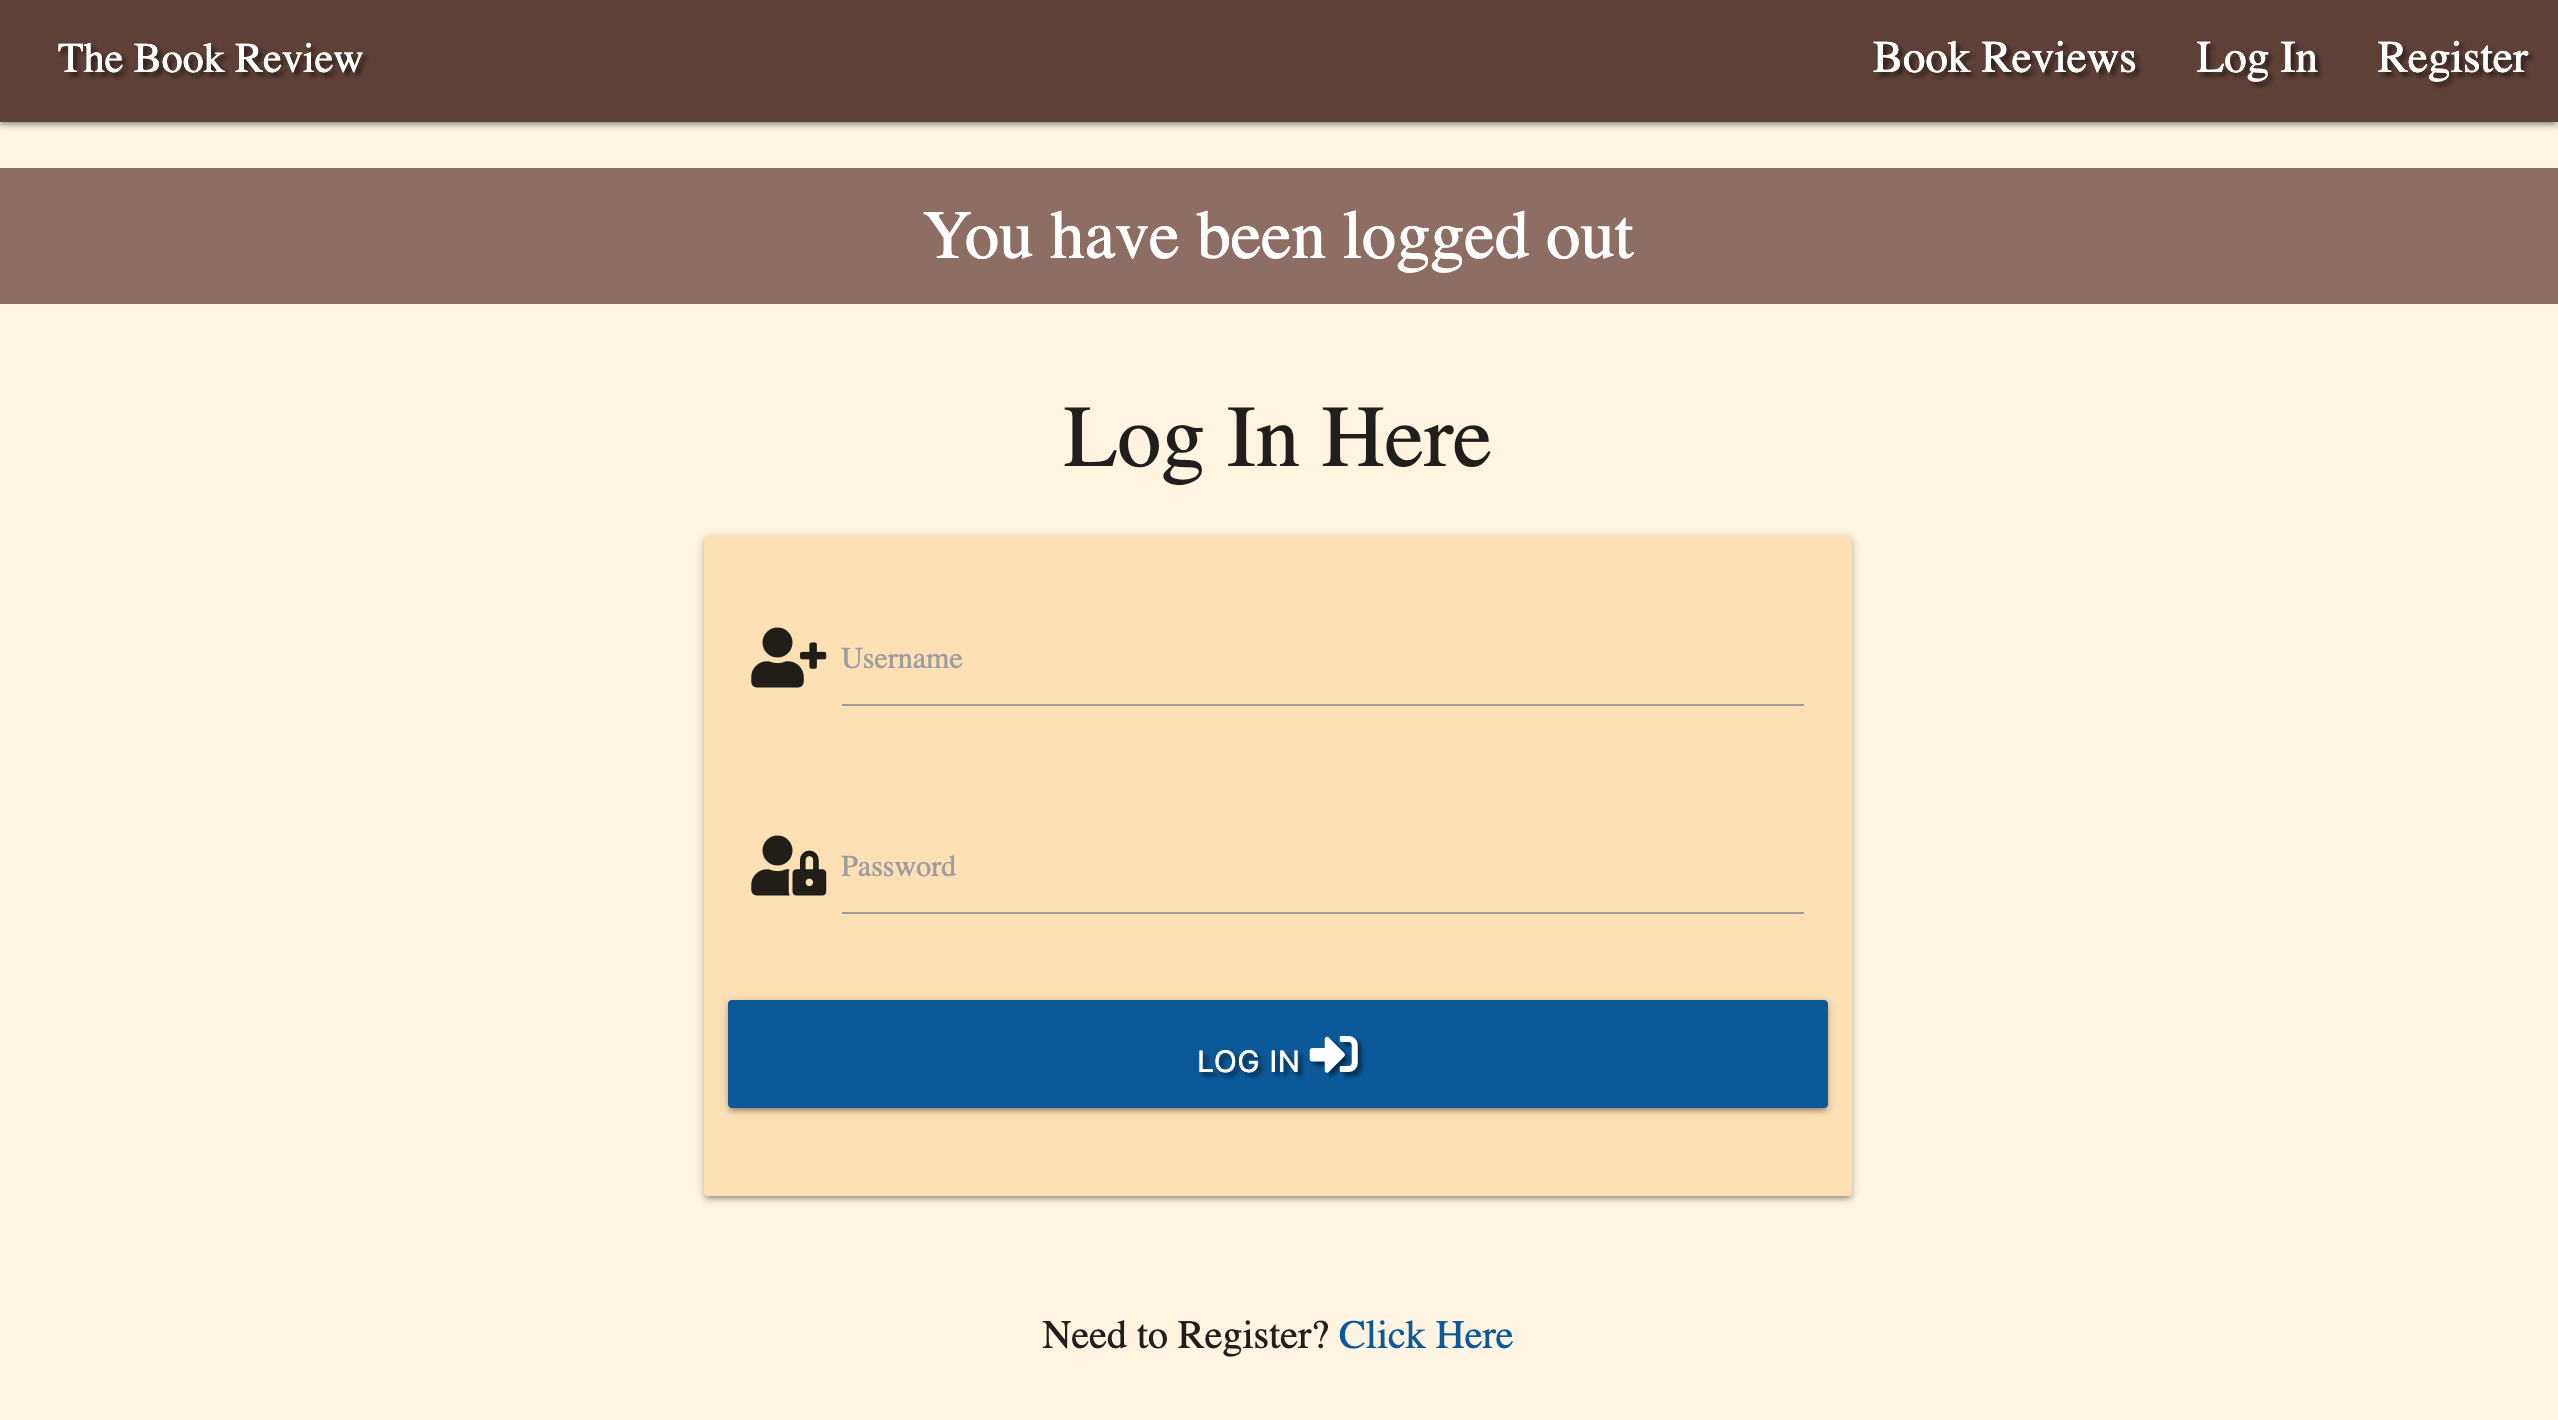 The Book Review
Book Reviews Log In Register
You have been logged out
Log In Here
Username
Password
LOG IN
Need to Register? Click Here